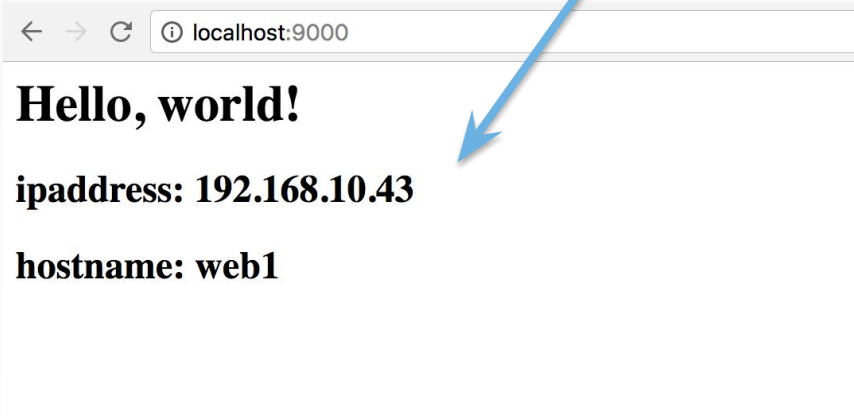 localhost:9000
Hello, world!
ipaddress: 192.168.10.43
hostname: web1